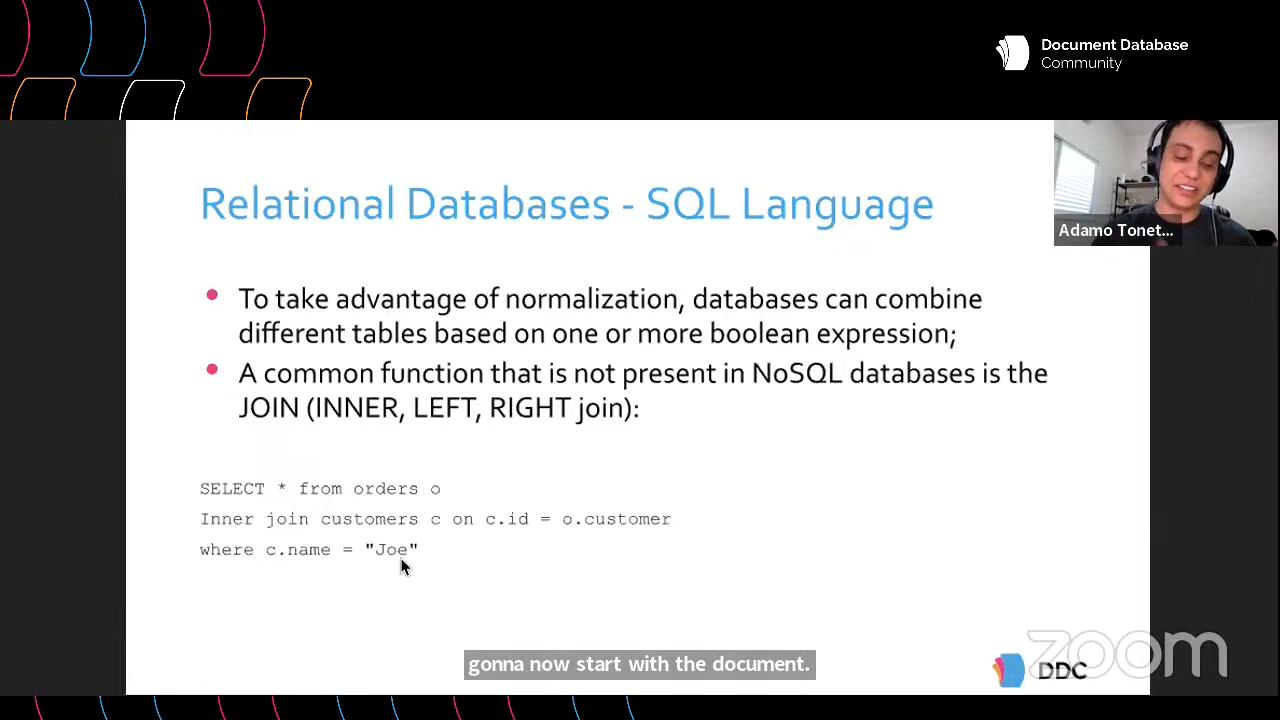 Document Database
Community
Adamo Tonet...
Relational Databases - SQL Language
To take advantage of normalization, databases can combine
different tables based on one or more boolean expression;
A common function that is not present in NoSQL databases is the
JOIN (INNER, LEFT, RIGHT join):
SELECT * from orders o
Inner join customers c on c.id = o.customer
where c.name = "Joe"
gonna now start with the document.
DDC
zoom